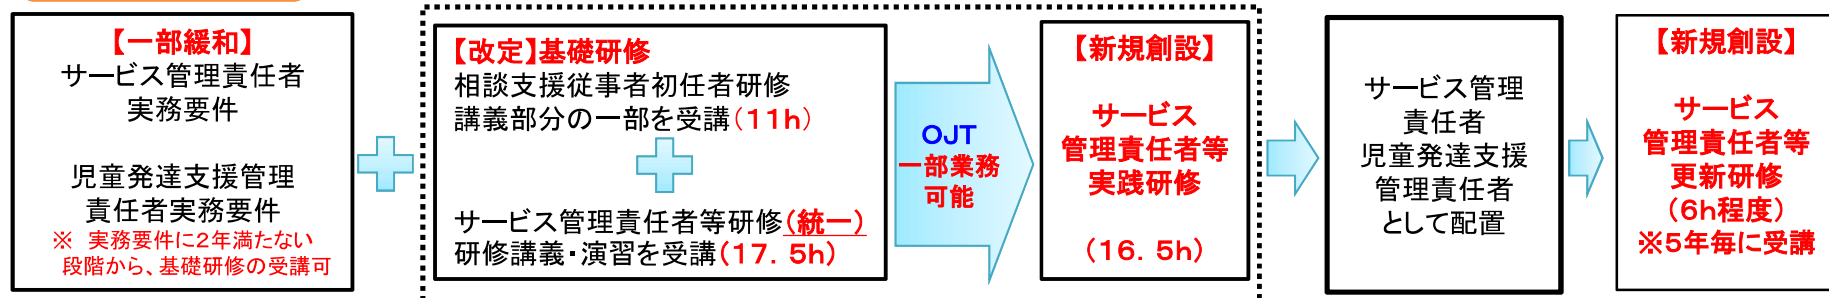 【一部緩和】
サービス管理責任者
実務要件
児童発達支援管理
責任者実務要件
※ 実務要件に2年満たない
段階から、基礎研修の受講可
【改定】基礎研修
相談支援従事者初任者研修
講義部分の一部を受講(11h)
サービス管理責任者等研修(統一)
研修講義・演習を受講(17.5h)
OJT
一部業務
可能
【新規創設】
サービス
管理責任者等
実践研修
(16.5h)
サービス管理
責任者
児童発達支援
管理責任者
として配置
【新規創設】
サービス
管理責任者等
更新研修
(6h程度)
※5年毎に受講